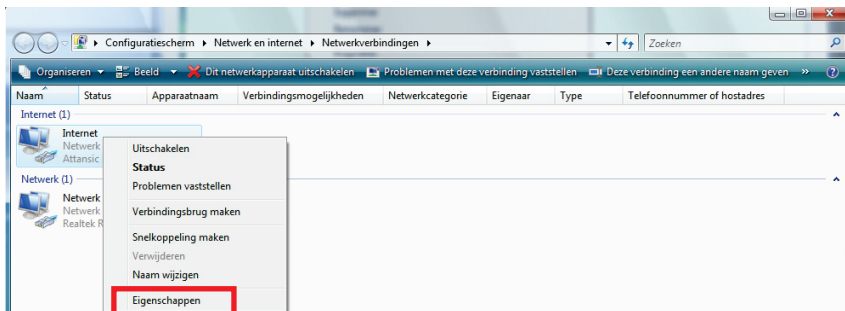 Configuratiescherm ▸ Netwerk en internet ▸ Netwerkverbindingen ▸ Zoeken
Organiseren Beeld Dit netwerkapparaat uitschakelen Problemen met deze verbinding vaststellen Deze verbinding een andere naam geven »
Naam Status Apparaatnaam Verbindingsmogelijkheden Netwerkcategorie Eigenaar Type Telefoonnummer of hostadres
Internet (1)
Internet
Netwerk
Attansic
Netwerk (1)
Netwerk
Netwerk
Realtek R
Uitschakelen
Status
Problemen vaststellen
Verbindingsbrug maken
Snelkoppeling maken
Verwijderen
Naam wijzigen
Eigenschappen